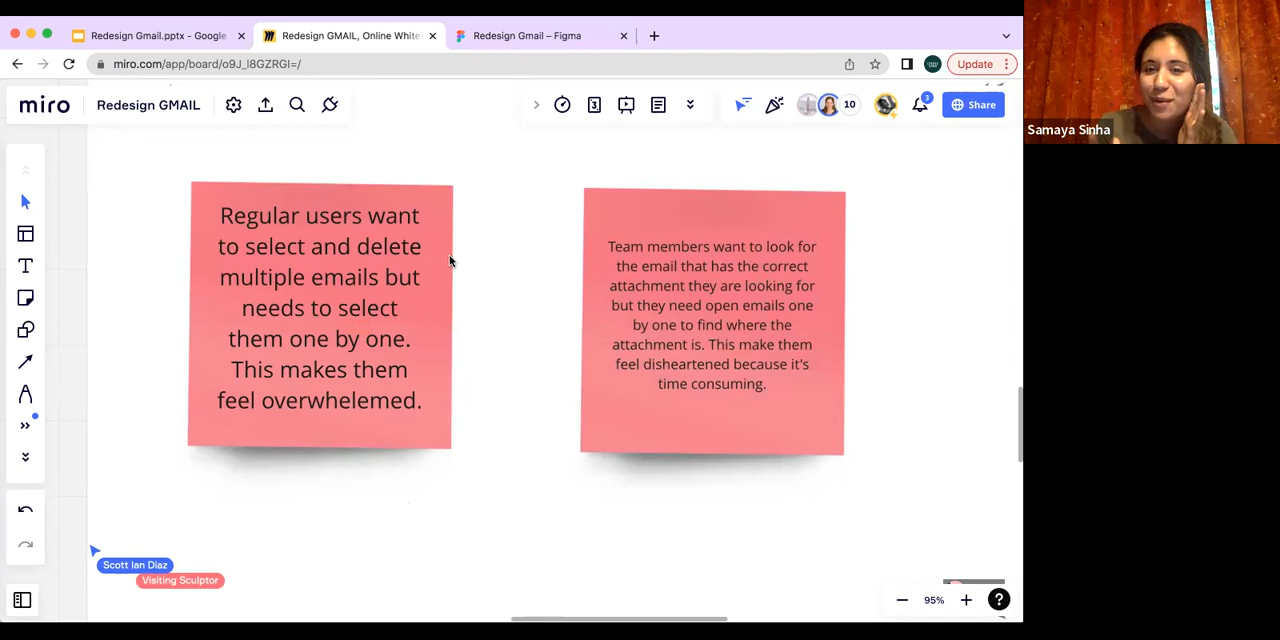 Redesign Gmail.pptx - Google
Redesign GMAIL, Online White
Redesign Gmail – Figma
miro.com/app/board/o9J_l8GZRGI=/
Update
miro
Redesign GMAIL
3
10
3
Share
Samaya Sinha
Regular users want
to select and delete
multiple emails but
needs to select
them one by one.
This makes them
feel overwhelemed.
Team members want to look for
the email that has the correct
attachment they are looking for
but they need open emails one
by one to find where the
attachment is. This make them
feel disheartened because it's
time consuming.
Scott Ian Diaz
Visiting Sculptor
95%
?